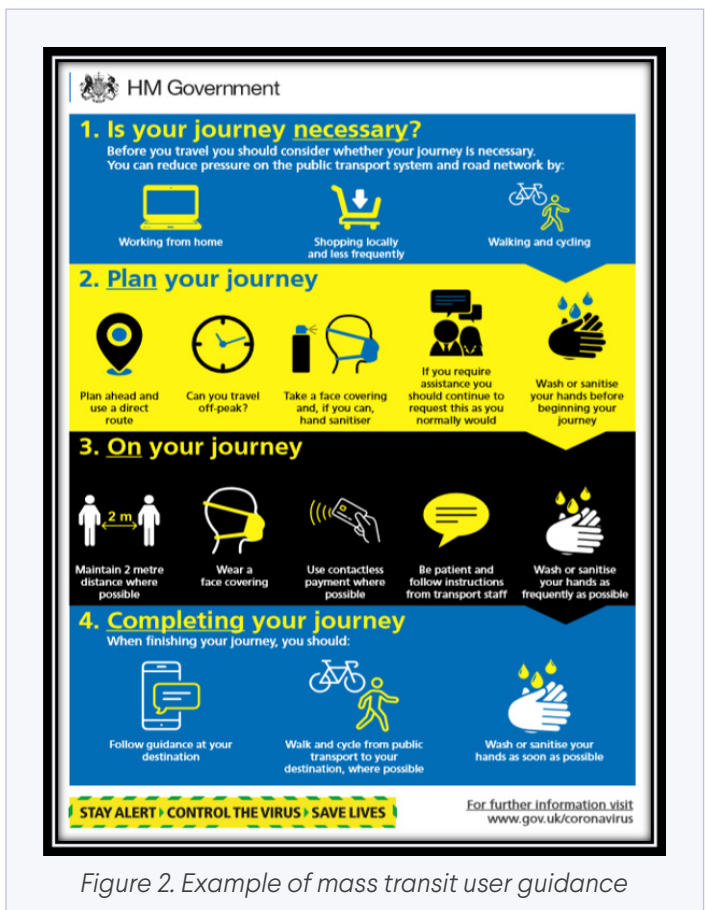 HM Government
1. Is your journey necessary?
Before you travel you should consider whether your journey is necessary.
You can reduce pressure on the public transport system and road network by:
Working from home
Shopping locally
and less frequently
Walking and cycling
2. Plan your journey
Plan ahead and
use a direct
route
Can you travel
off-peak?
Take a face covering
and, if you can,
hand sanitiser
If you require
assistance you
should continue to
request this as you
normally would
Wash or sanitise
your hands before
beginning your
journey
3. On your journey
2 m
Maintain 2 metre
distance where
possible
Wear a
face covering
Use contactless
payment where
possible
Be patient and
follow instructions
from transport staff
Wash or sanitise
your hands as
frequently as possible
4. Completing your journey
When finishing your journey, you should:
Follow guidance at your
destination
Walk and cycle from public
transport to your
destination, where possible
Wash or sanitise your
hands as soon as possible
STAY ALERT CONTROL THE VIRUS SAVE LIVES
For further information visit
www.gov.uk/coronavirus
Figure 2. Example of mass transit user guidance